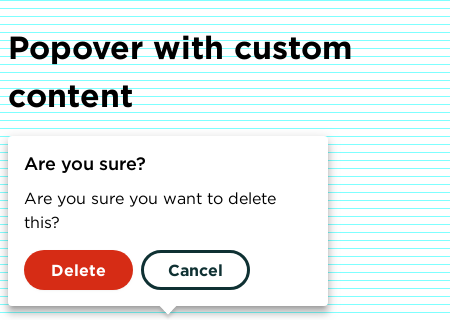 Popover with custom
content
Are you sure?
Are you sure you want to delete
this?
Delete
Cancel